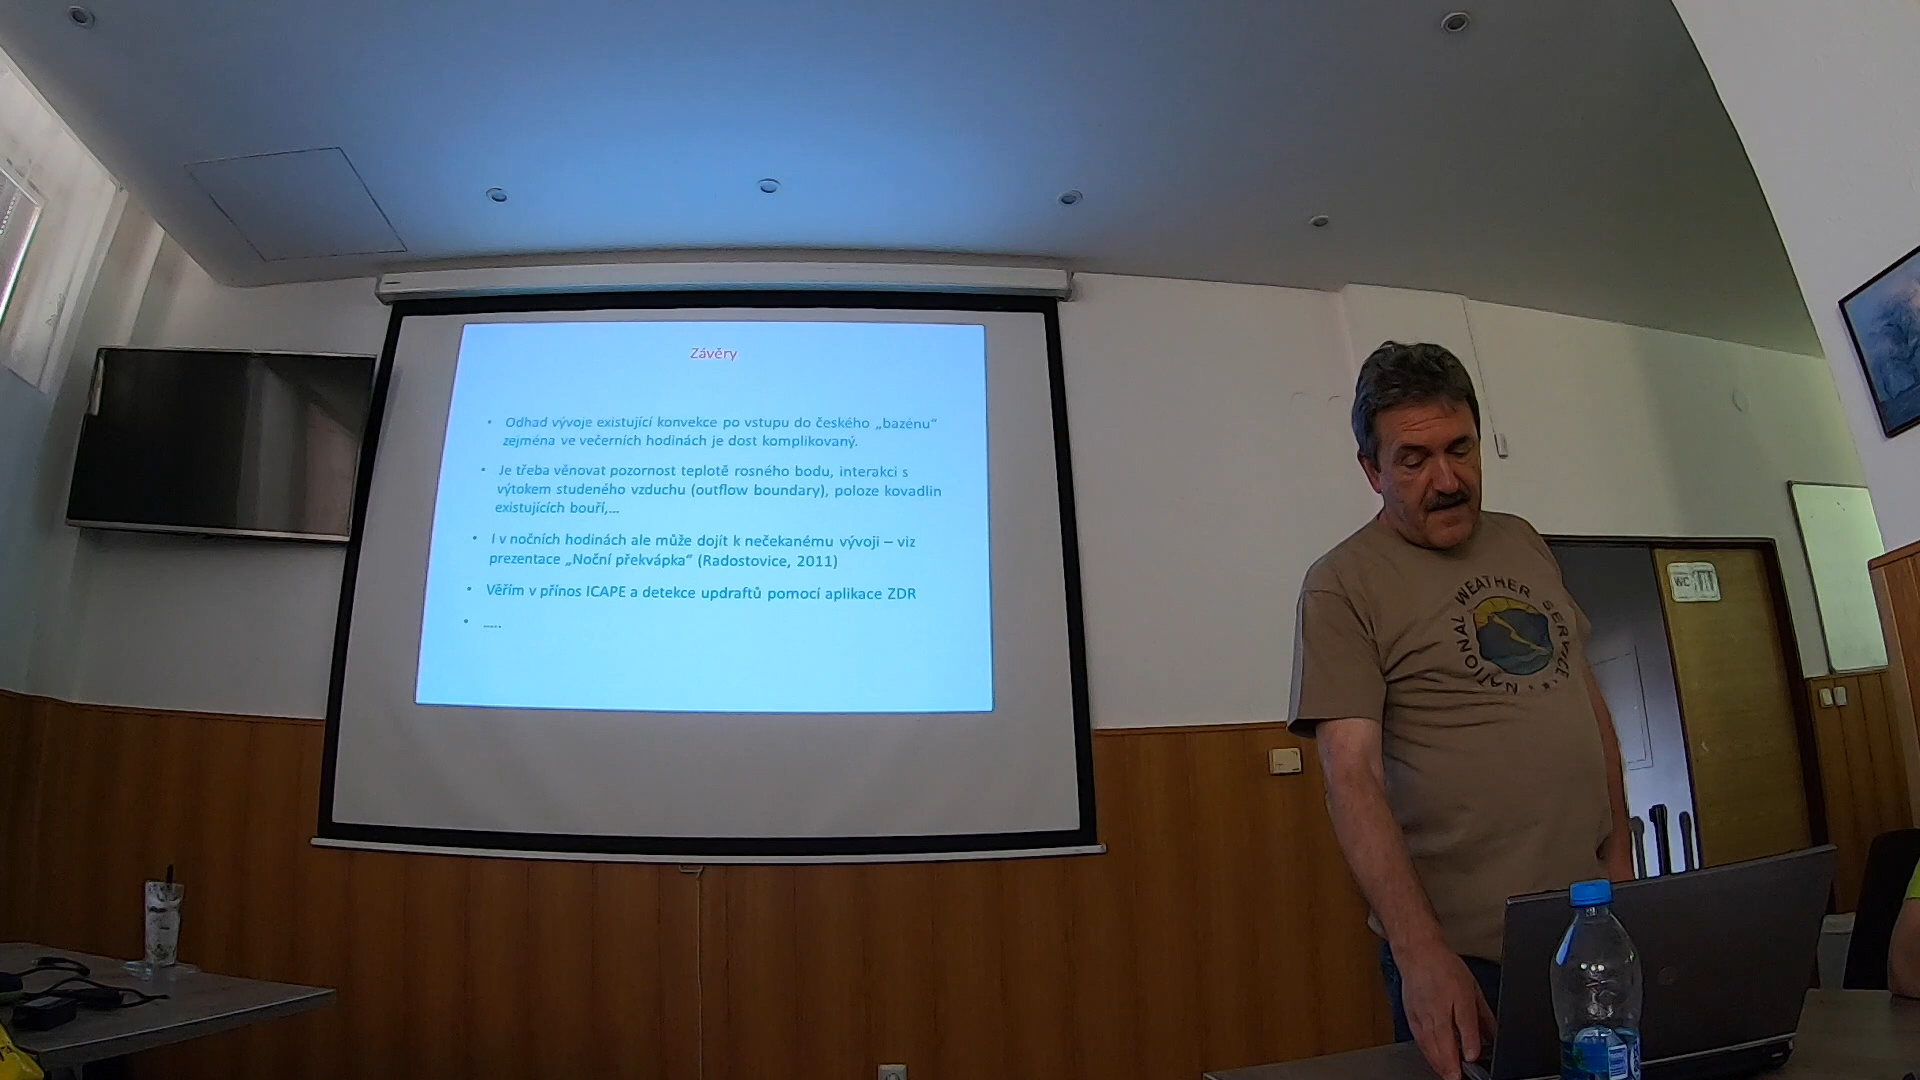 Závěry
• Odhad vývoje existující konvekce po vstupu do českého „bazénu“
zejména ve večerních hodinách je dost komplikovaný.
• Je třeba věnovat pozornost teplotě rosného bodu, interakci s
výtokem studeného vzduchu (outflow boundary), poloze kovadlin
existujících bouří,...
• I v nočních hodinách ale může dojít k nečekanému vývoji – viz
prezentace „Noční překvápka“ (Radostovice, 2011)
• Věřím v přínos ICAPE a detekce updraftů pomocí aplikace ZDR
• .....
NATIONAL WEATHER SERVICE
WC